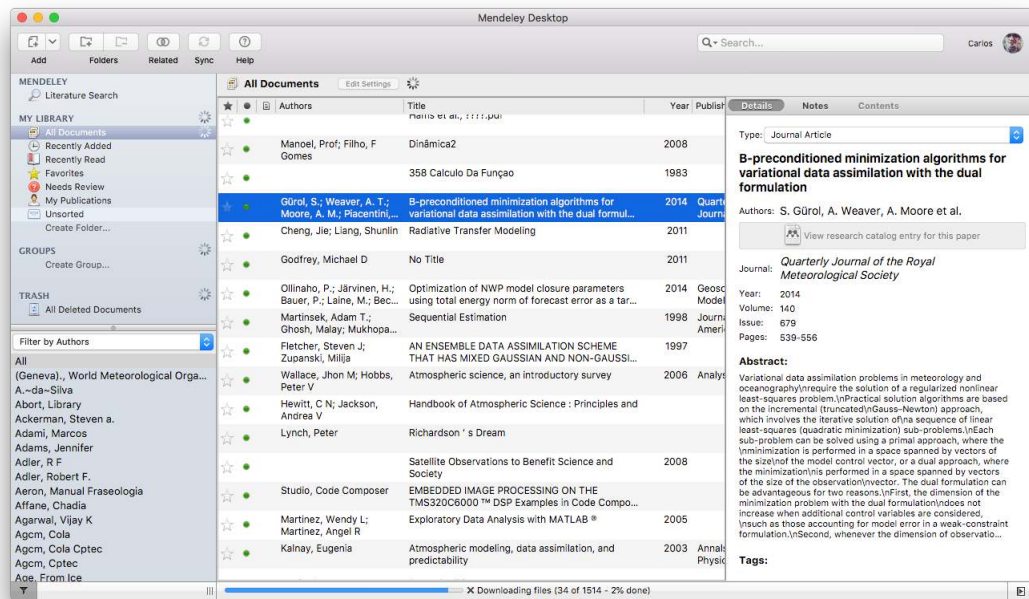 Mendeley Desktop
Add
Folders
Related
Sync
Help
Search...
Carlos
MENDELEY
Literature Search
MY LIBRARY
All Documents
Recently Added
Recently Read
Favorites
Needs Review
My Publications
Unsorted
Create Folder...
GROUPS
Create Group...
TRASH
All Deleted Documents
Filter by Authors
All
(Geneva)., World Meteorological Orga...
A.~da~Silva
Abort, Library
Ackerman, Steven a.
Adami, Marcos
Adams, Jennifer
Adler, R F
Adler, Robert F.
Aeron, Manual Fraseologia
Affane, Chadia
Agarwal, Vijay K
Agcm, Cola
Agcm, Cola Cptec
Agcm, Cptec
Age, From Ice
All Documents Edit Settings
Authors Title Year Publish
Harris et al., ????.pdf
Manoel, Prof; Filho, F Dinâmica2 2008
Gomes
358 Calculo Da Funçao 1983
Gürol, S.; Weaver, A. T.; B-preconditioned minimization algorithms for 2014 Quarte
Moore, A. M.; Piacentini,... variational data assimilation with the dual formul... Journa
Cheng, Jie; Liang, Shunlin Radiative Transfer Modeling 2011
Godfrey, Michael D No Title 2011
Ollinaho, P.; Järvinen, H.; Optimization of NWP model closure parameters 2014 Geosc
Bauer, P.; Laine, M.; Bec... using total energy norm of forecast error as a tar... Model
Martinsek, Adam T.; Sequential Estimation 1998 Journa
Ghosh, Malay; Mukhopa... Ameri
Fletcher, Steven J; AN ENSEMBLE DATA ASSIMILATION SCHEME 1997
Zupanski, Milija THAT HAS MIXED GAUSSIAN AND NON-GAUSSI...
Wallace, Jhon M; Hobbs, Atmospheric science, an introductory survey 2006 Analys
Peter V
Hewitt, C N; Jackson, Handbook of Atmospheric Science : Principles and
Andrea V
Lynch, Peter Richardson ' s Dream
Satellite Observations to Benefit Science and 2008
Society
Studio, Code Composer EMBEDDED IMAGE PROCESSING ON THE
TMS320C6000 ™ DSP Examples in Code Compo...
Martinez, Wendy L; Exploratory Data Analysis with MATLAB ® 2005
Martinez, Angel R
Kalnay, Eugenia Atmospheric modeling, data assimilation, and 2003 Annals
predictability Physic
Details Notes Contents
Type: Journal Article
B-preconditioned minimization algorithms for
variational data assimilation with the dual
formulation
Authors: S. Gürol, A. Weaver, A. Moore et al.
View research catalog entry for this paper
Journal: Quarterly Journal of the Royal
Meteorological Society
Year: 2014
Volume: 140
Issue: 679
Pages: 539-556
Abstract:
Variational data assimilation problems in meteorology and
oceanography\nrequire the solution of a regularized nonlinear
least-squares problem.\nPractical solution algorithms are based
on the incremental (truncated\nGauss–Newton) approach,
which involves the iterative solution of\na sequence of linear
least-squares (quadratic minimization) sub-problems.\nEach
sub-problem can be solved using a primal approach, where the
\nminimization is performed in a space spanned by vectors of
the size\nof the model control vector, or a dual approach, where
the minimization\nis performed in a space spanned by vectors
of the size of the observation\nvector. The dual formulation can
be advantageous for two reasons.\nFirst, the dimension of the
minimization problem with the dual formulation\ndoes not
increase when additional control variables are considered,
\nsuch as those accounting for model error in a weak-constraint
formulation.\nSecond, whenever the dimension of observatio...
Tags:
Downloading files (34 of 1514 - 2% done)